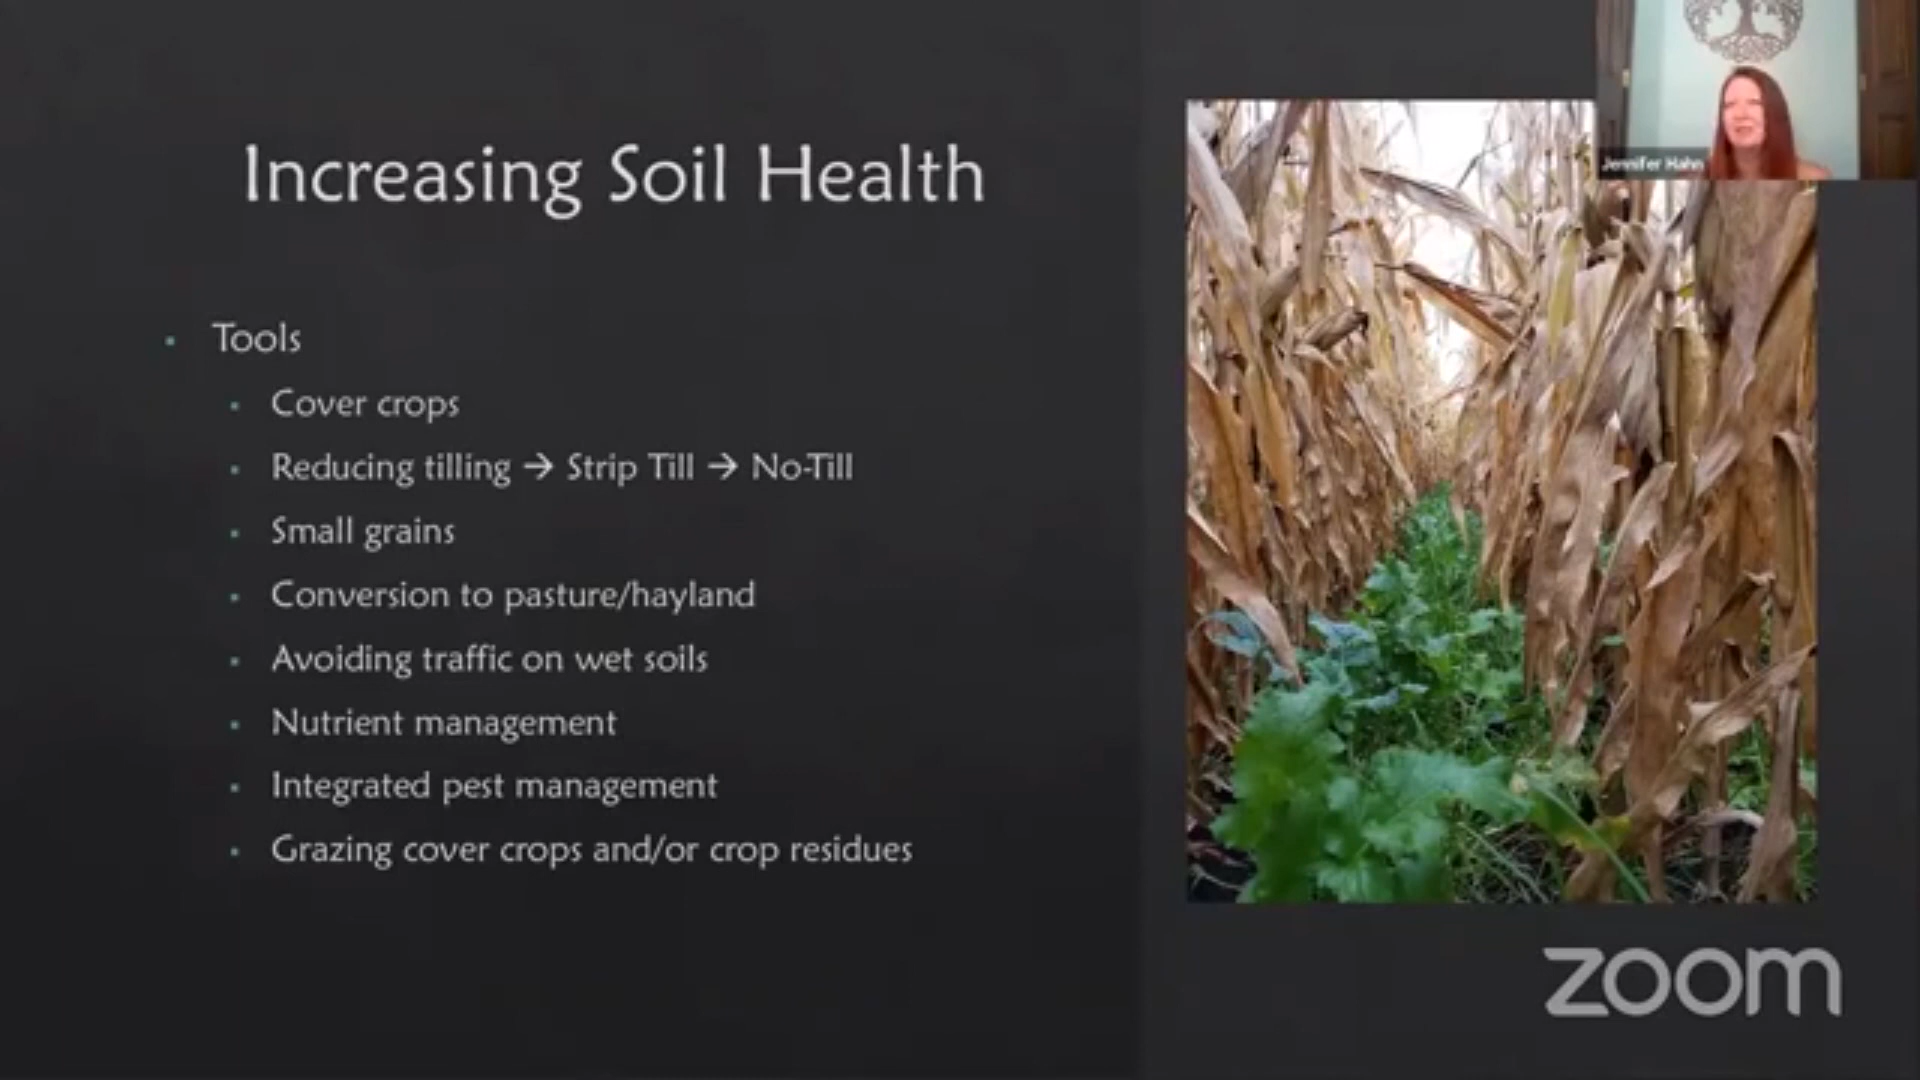 Jennifer Hahn
Increasing Soil Health
▪ Tools
▪ Cover crops
▪ Reducing tilling → Strip Till → No-Till
▪ Small grains
▪ Conversion to pasture/hayland
▪ Avoiding traffic on wet soils
▪ Nutrient management
▪ Integrated pest management
▪ Grazing cover crops and/or crop residues
zoom